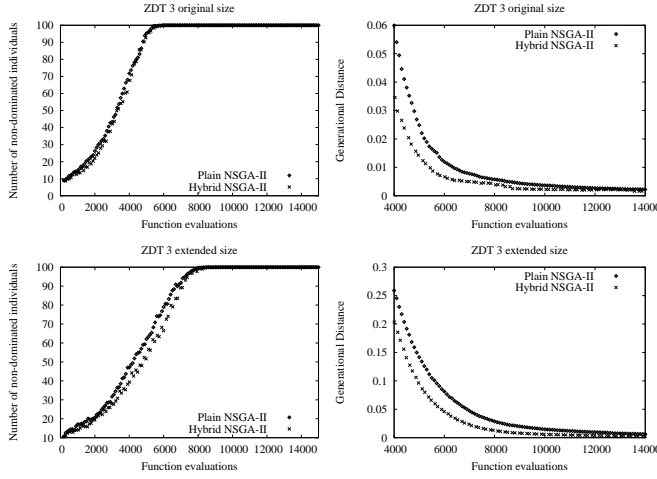 ZDT 3 original size
Number of non-dominated individuals
100
90
80
70
60
50
40
30
20
10
0
0 2000 4000 6000 8000 10000 12000 14000
Function evaluations
Plain NSGA-II
Hybrid NSGA-II
ZDT 3 original size
Generational Distance
0.06
0.05
0.04
0.03
0.02
0.01
0
4000 6000 8000 10000 12000 14000
Function evaluations
Plain NSGA-II
Hybrid NSGA-II
ZDT 3 extended size
Number of non-dominated individuals
100
90
80
70
60
50
40
30
20
10
0 2000 4000 6000 8000 10000 12000 14000
Function evaluations
Plain NSGA-II
Hybrid NSGA-II
ZDT 3 extended size
Generational Distance
0.3
0.25
0.2
0.15
0.1
0.05
0
4000 6000 8000 10000 12000 14000
Function evaluations
Plain NSGA-II
Hybrid NSGA-II